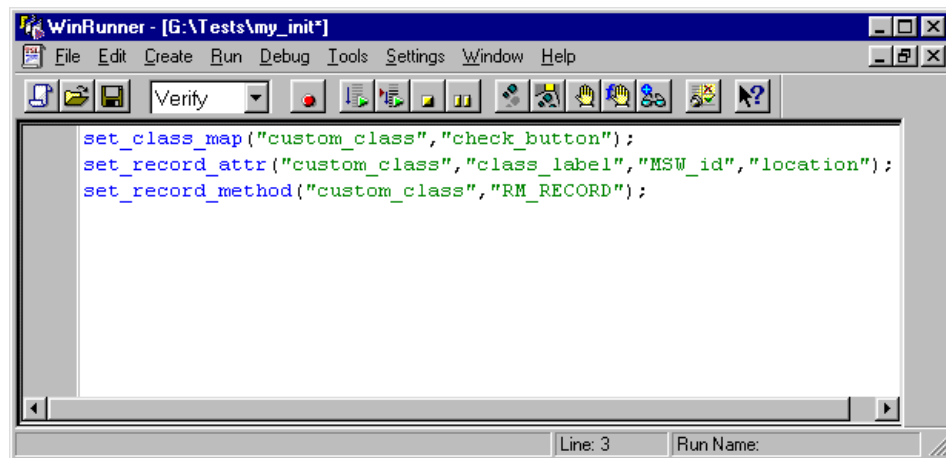 WinRunner - [G:\Tests\my_init*]
File Edit Create Run Debug Tools Settings Window Help
Verify
set_class_map("custom_class","check_button");
set_record_attr("custom_class","class_label","MSW_id","location");
set_record_method("custom_class","RM_RECORD");
Line: 3 Run Name: